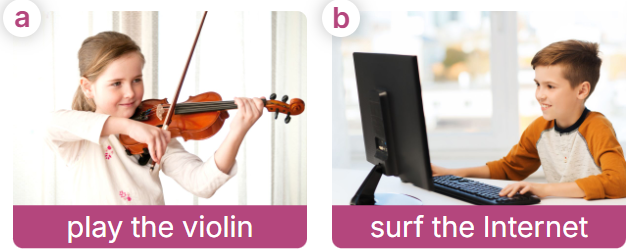 a
play the violin
b
surf the Internet